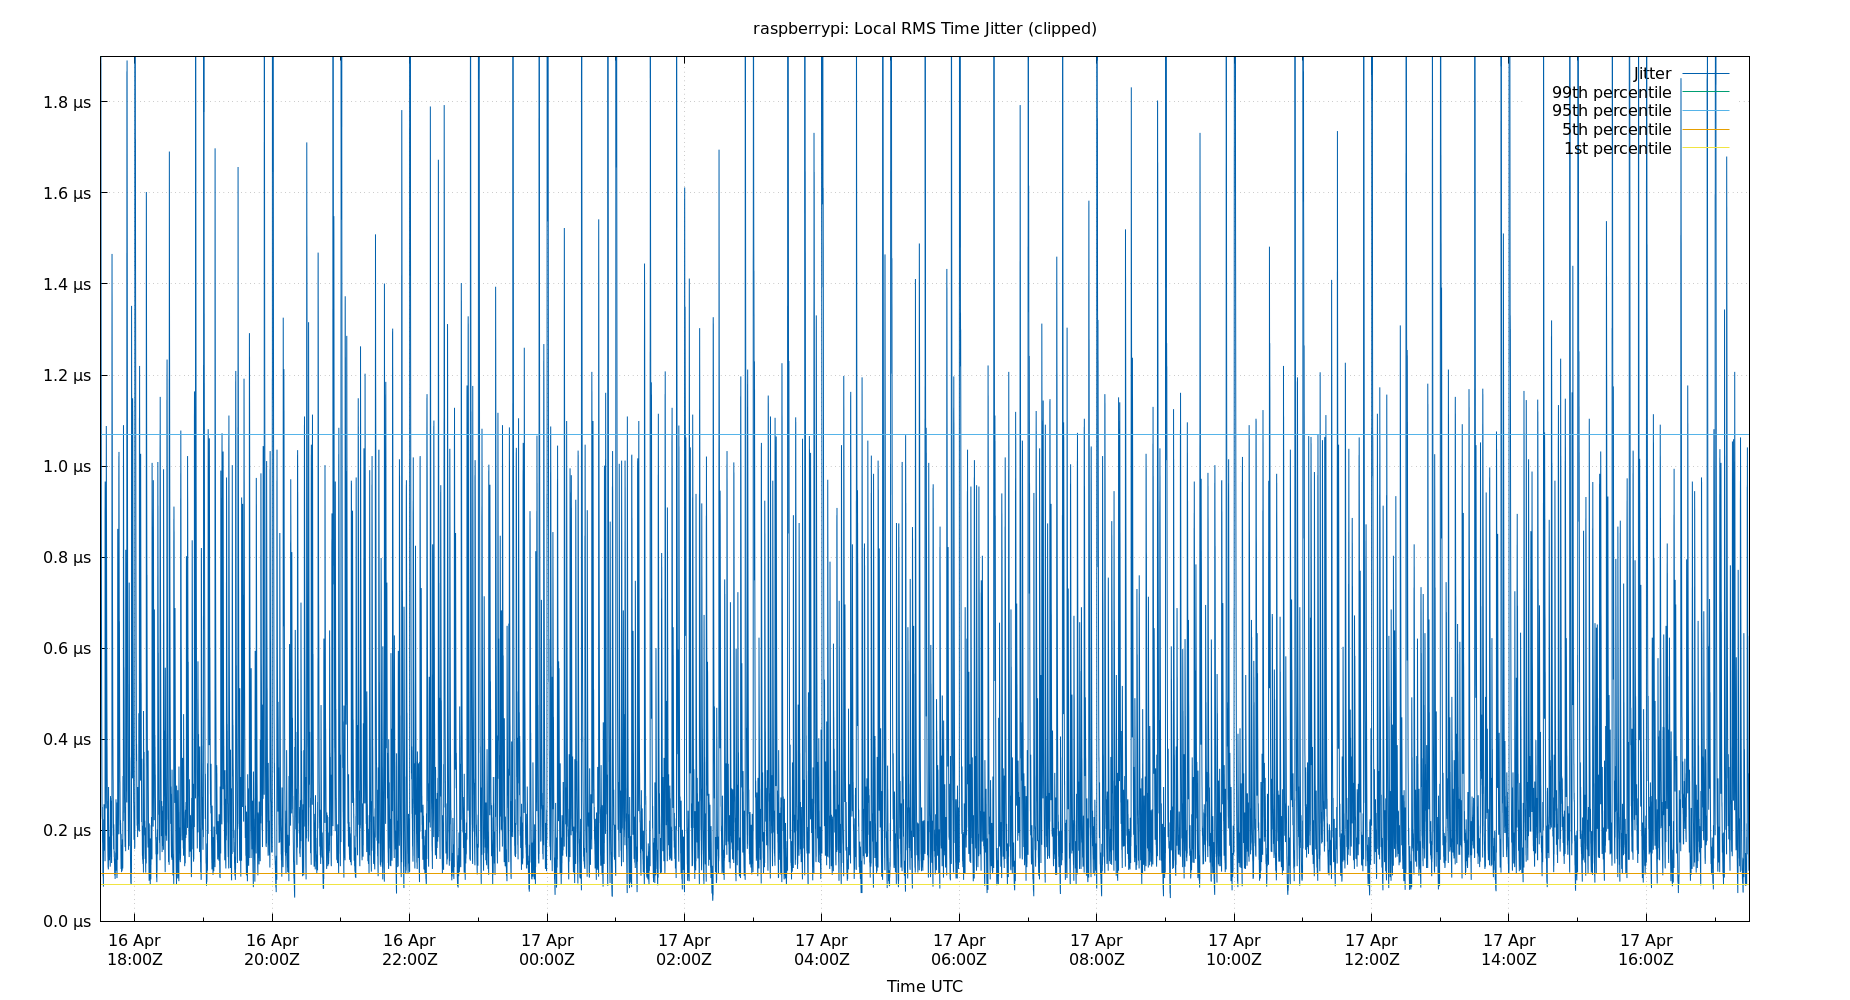 raspberrypi: Local RMS Time Jitter (clipped)
Jitter
99th percentile
95th percentile
5th percentile
1st percentile
1.8 µs
1.6 µs
1.4 µs
1.2 µs
1.0 µs
0.8 µs
0.6 µs
0.4 µs
0.2 µs
0.0 µs
16 Apr 16 Apr 16 Apr 17 Apr 17 Apr 17 Apr 17 Apr 17 Apr 17 Apr 17 Apr 17 Apr 17 Apr
18:00Z 20:00Z 22:00Z 00:00Z 02:00Z 04:00Z 06:00Z 08:00Z 10:00Z 12:00Z 14:00Z 16:00Z
Time UTC